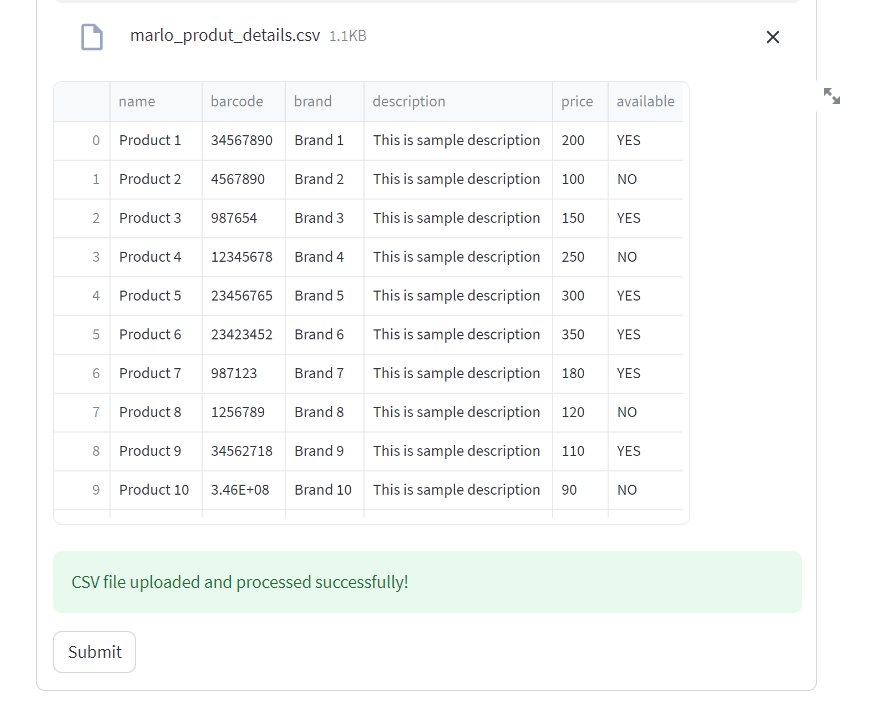 marlo_produt_details.csv 1.1KB
name barcode brand description price available
0 Product 1 34567890 Brand 1 This is sample description 200 YES
1 Product 2 4567890 Brand 2 This is sample description 100 NO
2 Product 3 987654 Brand 3 This is sample description 150 YES
3 Product 4 12345678 Brand 4 This is sample description 250 NO
4 Product 5 23456765 Brand 5 This is sample description 300 YES
5 Product 6 23423452 Brand 6 This is sample description 350 YES
6 Product 7 987123 Brand 7 This is sample description 180 YES
7 Product 8 1256789 Brand 8 This is sample description 120 NO
8 Product 9 34562718 Brand 9 This is sample description 110 YES
9 Product 10 3.46E+08 Brand 10 This is sample description 90 NO
CSV file uploaded and processed successfully!
Submit